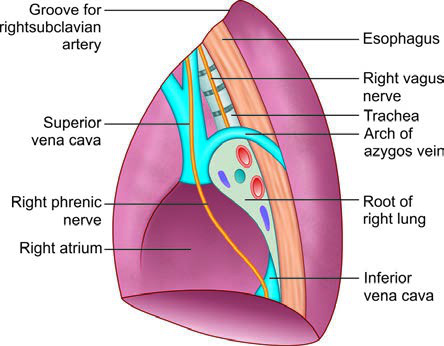 Groove for
rightsubclavian
artery
Superior
vena cava
Right phrenic
nerve
Right atrium
Esophagus
Right vagus
nerve
Trachea
Arch of
azygos vein
Root of
right lung
Inferior
vena cava